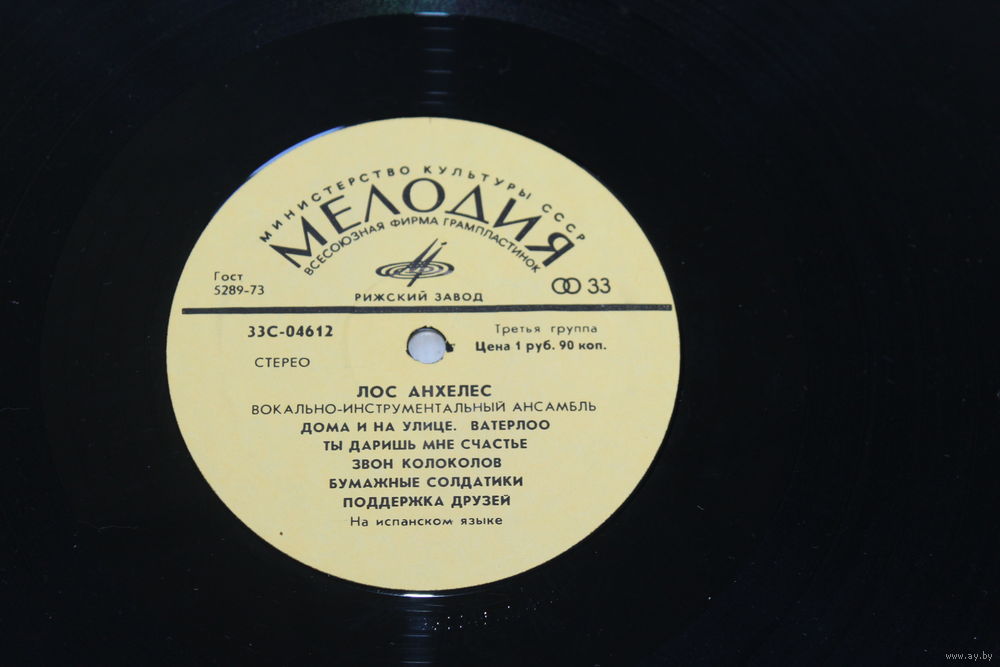 МИНИСТЕРСТВО КУЛЬТУРЫ СССР
МЕЛОДИЯ
ВСЕСОЮЗНАЯ ФИРМА ГРАМПЛАСТИНОК
Гост
5289-73
33
РИЖСКИЙ ЗАВОД
33С-04612
Третья группа
Цена 1 руб. 90 коп.
СТЕРЕО
ЛОС АНХЕЛЕС
ВОКАЛЬНО-ИНСТРУМЕНТАЛЬНЫЙ АНСАМБЛЬ
ДОМА И НА УЛИЦЕ. ВАТЕРЛОО
ТЫ ДАРИШЬ МНЕ СЧАСТЬЕ
ЗВОН КОЛОКОЛОВ
БУМАЖНЫЕ СОЛДАТИКИ
ПОДДЕРЖКА ДРУЗЕЙ
На испанском языке
www.ay.by